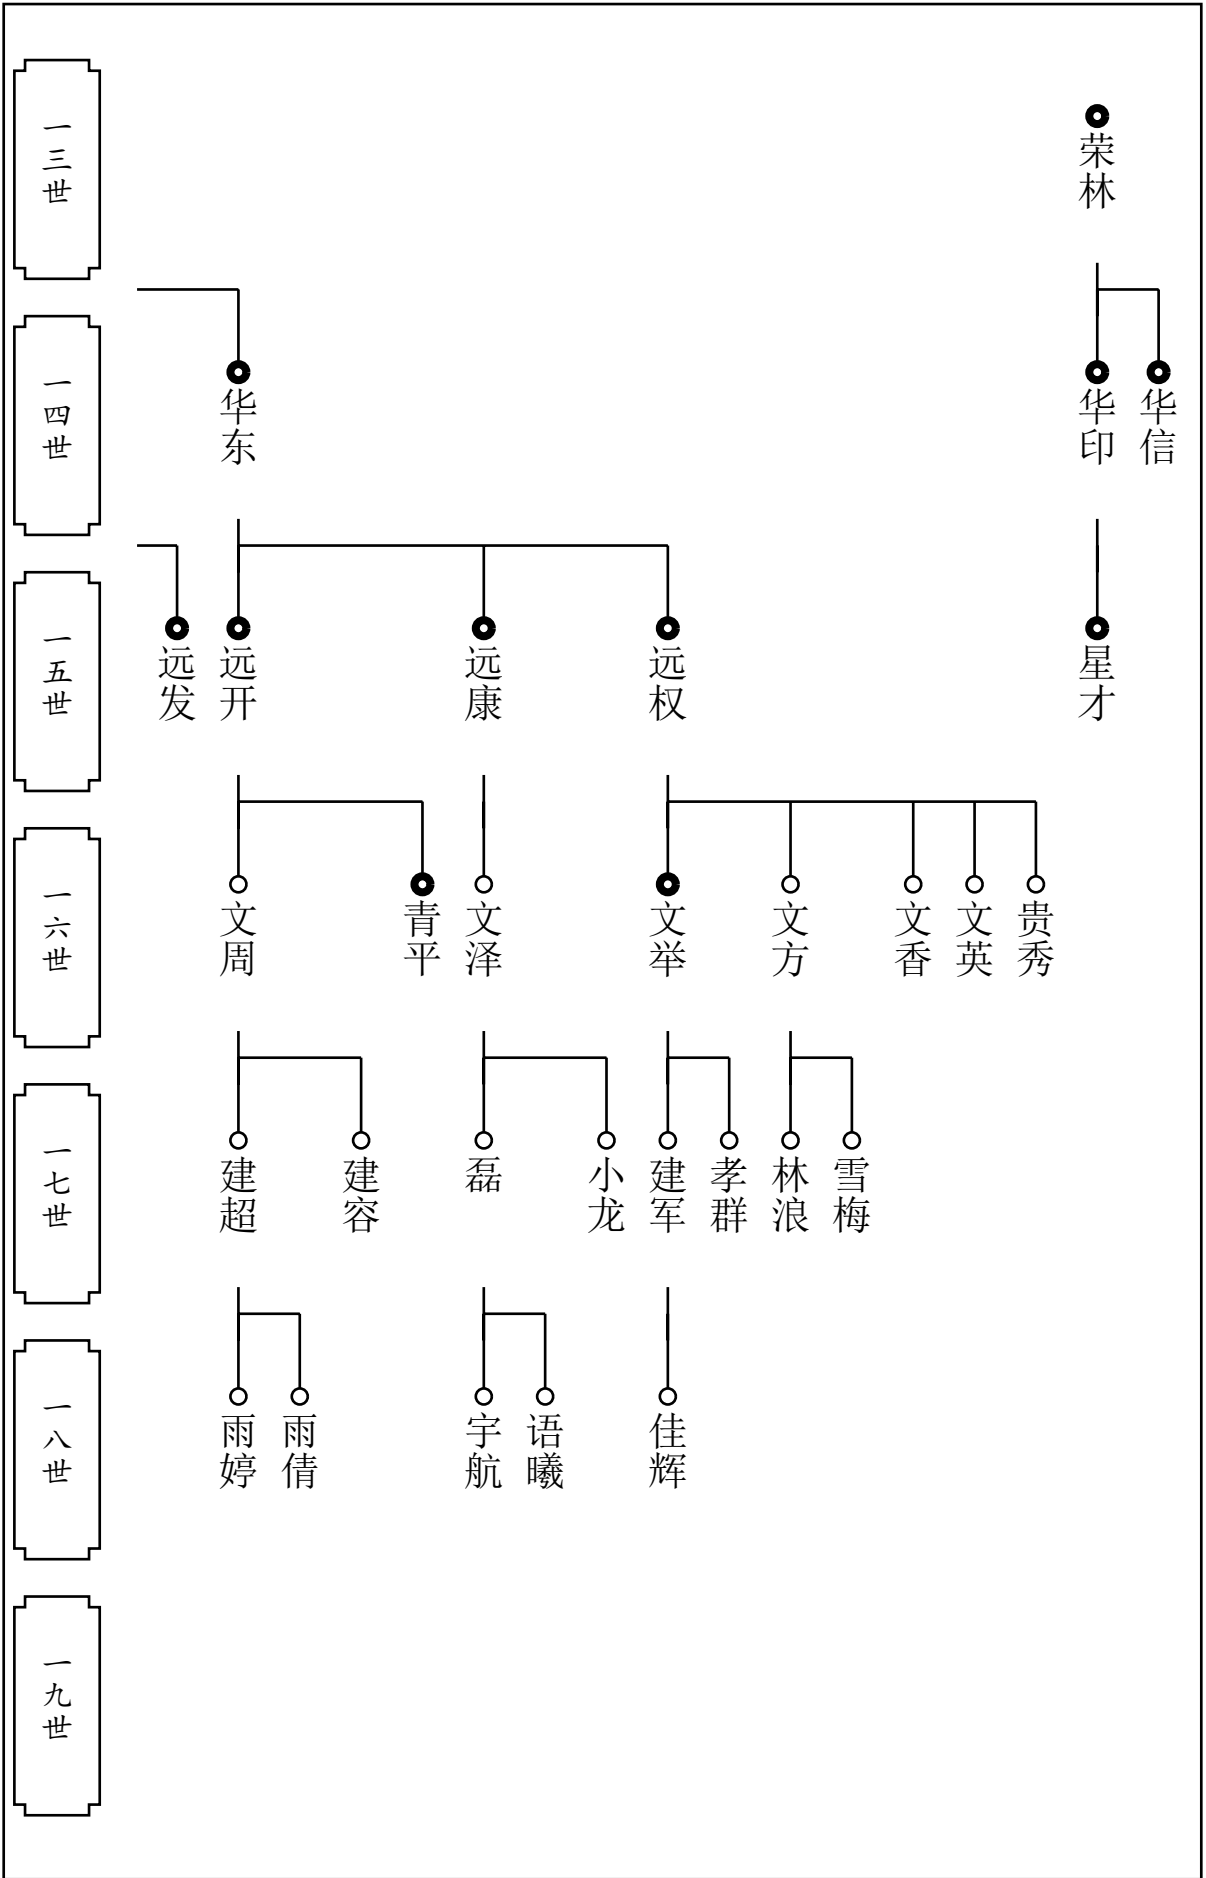 一三世
荣林
一四世
华东
华印
华信
一五世
远发
远开
远康
远权
星才
一六世
文周
青平
文泽
文举
文方
文香
文英
贵秀
一七世
建超
建容
磊
小龙
建军
孝群
林浪
雪梅
一八世
雨婷
雨倩
宇航
语曦
佳辉
一九世